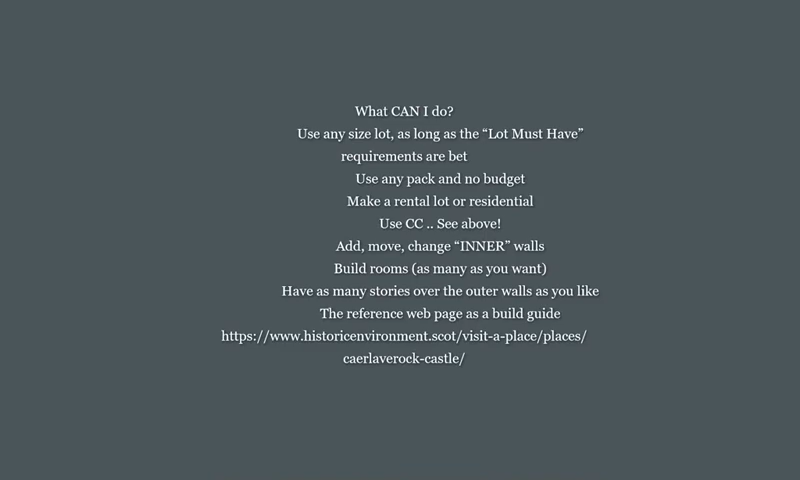 What CAN I do?
Use any size lot, as long as the “Lot Must Have”
requirements are bet
Use any pack and no budget
Make a rental lot or residential
Use CC .. See above!
Add, move, change “INNER” walls
Build rooms (as many as you want)
Have as many stories over the outer walls as you like
The reference web page as a build guide
https://www.historicenvironment.scot/visit-a-place/places/
caerlaverock-castle/